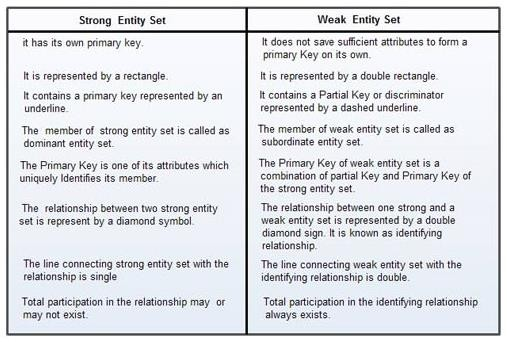 Strong Entity Set
Weak Entity Set
it has its own primary key.
It does not save sufficient attributes to form a
primary Key on its own.
It is represented by a rectangle.
It is represented by a double rectangle.
It contains a primary key represented by an
underline.
It contains a Partial Key or discriminator
represented by a dashed underline.
The member of strong entity set is called as
dominant entity set.
The member of weak entity set is called as
subordinate entity set.
The Primary Key is one of its attributes which
uniquely Identifies its member.
The Primary Key of weak entity set is a
combination of partial Key and Primary Key of
the strong entity set.
The relationship between two strong entity
set is represent by a diamond symbol.
The relationship between one strong and a
weak entity set is represented by a double
diamond sign. It is known as identifying
relationship.
The line connecting strong entity set with the
relationship is single
The line connecting weak entity set with the
identifying relationship is double.
Total participation in the relationship may or
may not exist.
Total participation in the identifying relationship
always exists.